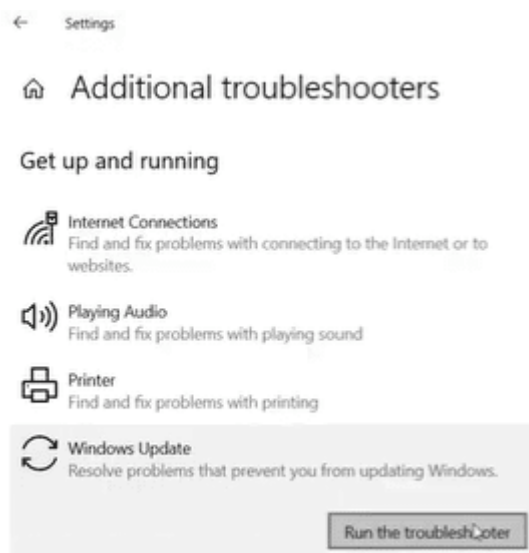 Settings
Additional troubleshooters
Get up and running
Internet Connections
Find and fix problems with connecting to the Internet or to
websites.
Playing Audio
Find and fix problems with playing sound
Printer
Find and fix problems with printing
Windows Update
Resolve problems that prevent you from updating Windows.
Run the troubleshooter